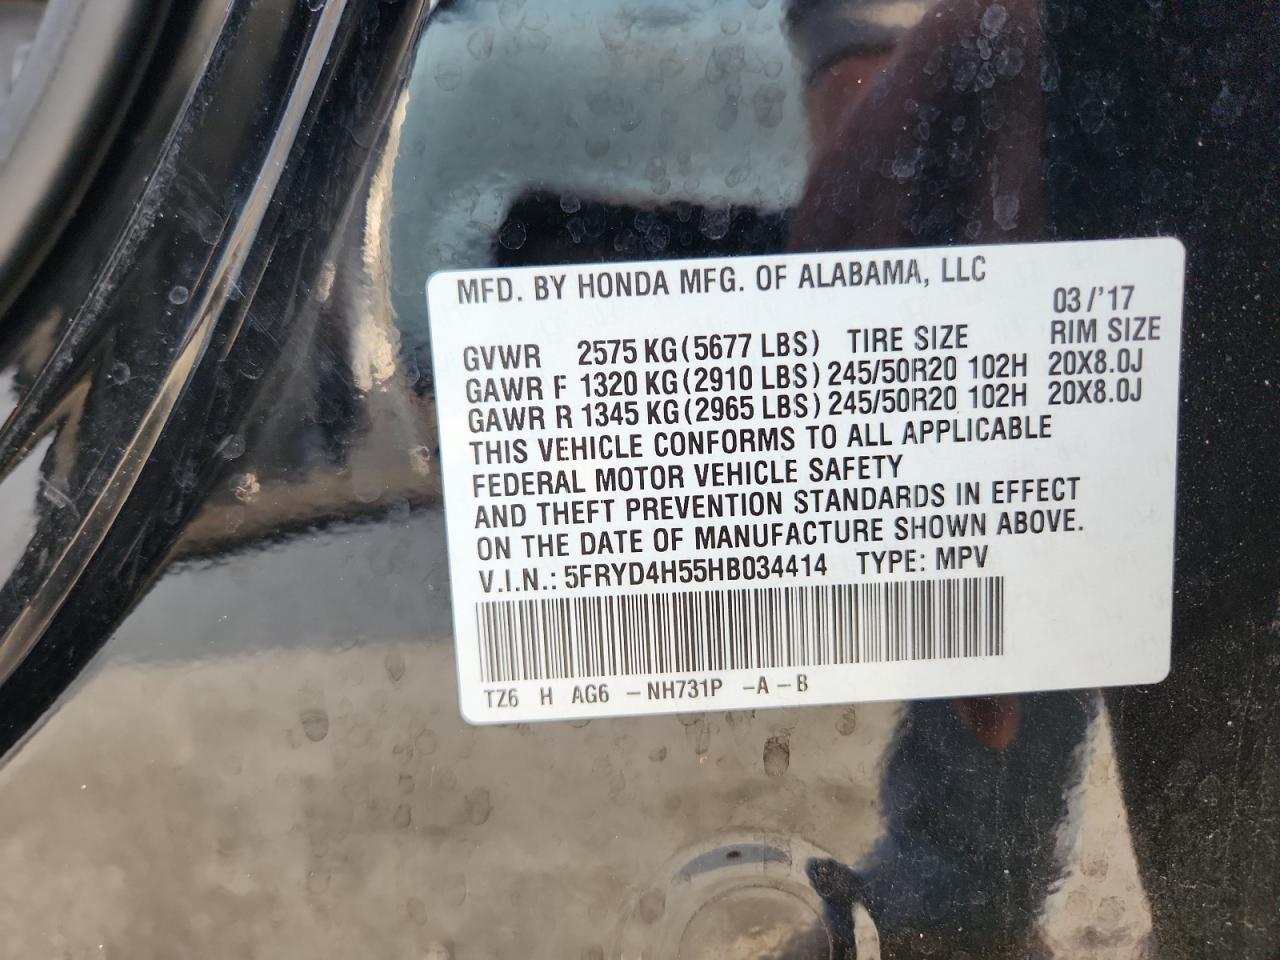 MFD. BY HONDA MFG. OF ALABAMA, LLC
03/'17
GVWR 2575 KG(5677 LBS) TIRE SIZE RIM SIZE
GAWR F 1320 KG(2910 LBS) 245/50R20 102H 20X8.0J
GAWR R 1345 KG(2965 LBS) 245/50R20 102H 20X8.0J
THIS VEHICLE CONFORMS TO ALL APPLICABLE
FEDERAL MOTOR VEHICLE SAFETY
AND THEFT PREVENTION STANDARDS IN EFFECT
ON THE DATE OF MANUFACTURE SHOWN ABOVE.
V.I.N.: 5FRYD4H55HB034414 TYPE: MPV
TZ6 H AG6 -NH731P -A-B